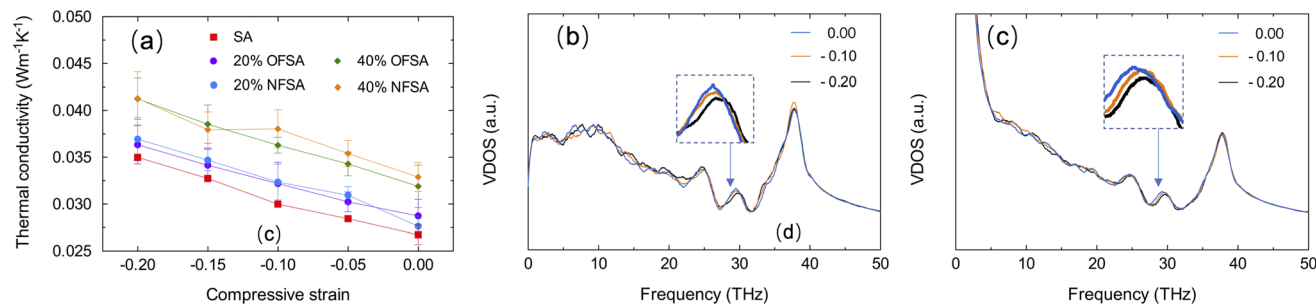 Thermal conductivity (Wm⁻¹K⁻¹)
0.050
0.045
0.040
0.035
0.030
0.025
(a)
SA
20% OFSA
20% NFSA
40% OFSA
40% NFSA
(c)
-0.20 -0.15 -0.10 -0.05 0.00
Compressive strain
VDOS (a.u.)
(b)
0.00
-0.10
-0.20
(d)
0 10 20 30 40 50
Frequency (THz)
VDOS (a.u.)
(c)
0.00
-0.10
-0.20
0 10 20 30 40 50
Frequency (THz)